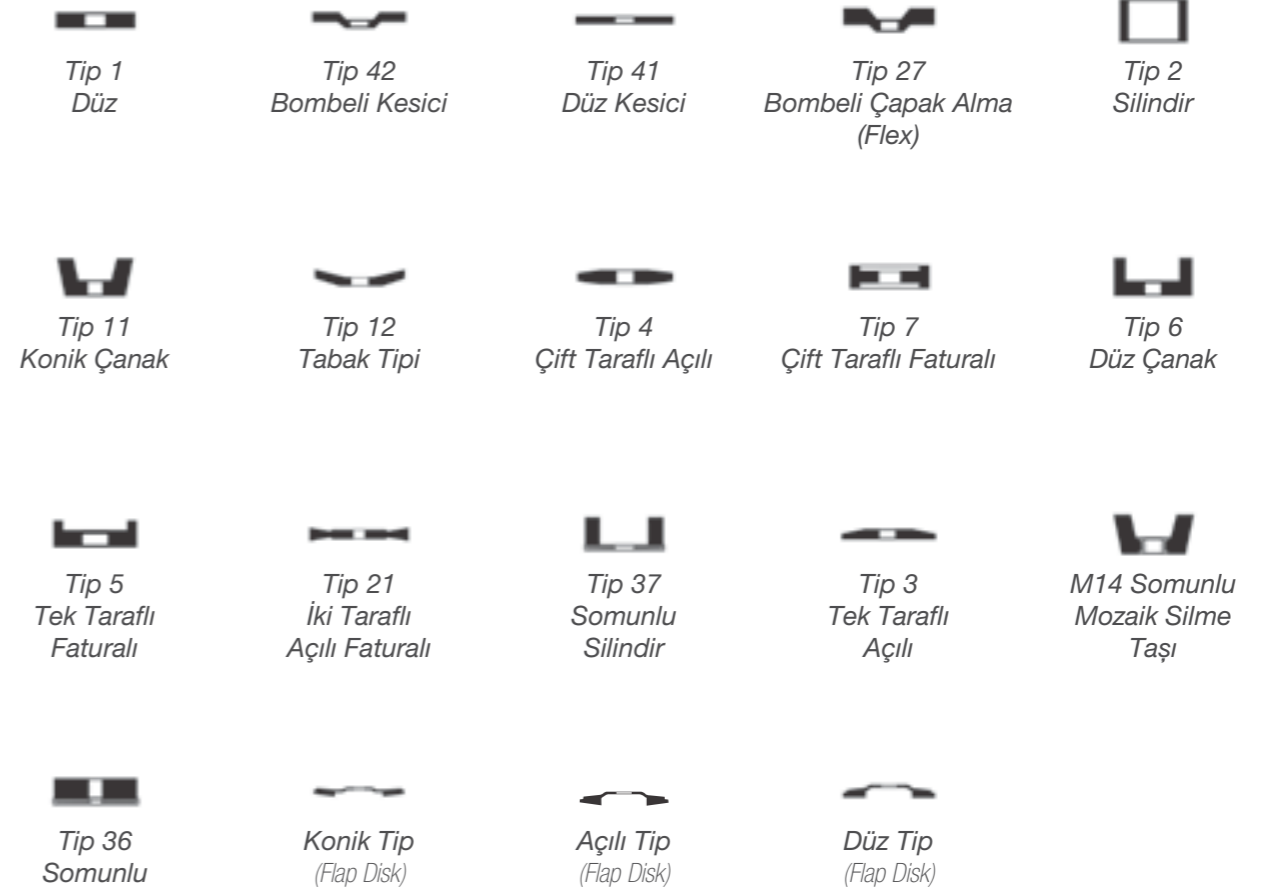 Tip 1
Düz
Tip 42
Bombeli Kesici
Tip 41
Düz Kesici
Tip 27
Bombeli Çapak Alma
(Flex)
Tip 2
Silindir
Tip 11
Konik Çanak
Tip 12
Tabak Tipi
Tip 4
Çift Taraflı Açılı
Tip 7
Çift Taraflı Faturalı
Tip 6
Düz Çanak
Tip 5
Tek Taraflı
Faturalı
Tip 21
İki Taraflı
Açılı Faturalı
Tip 37
Somunlu
Silindir
Tip 3
Tek Taraflı
Açılı
M14 Somunlu
Mozaik Silme
Taşı
Tip 36
Somunlu
Konik Tip
(Flap Disk)
Açılı Tip
(Flap Disk)
Düz Tip
(Flap Disk)